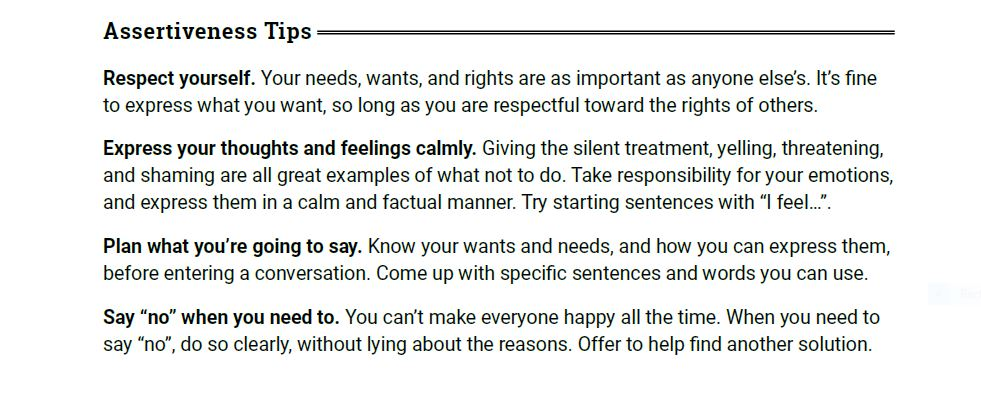 Assertiveness Tips
Respect yourself. Your needs, wants, and rights are as important as anyone else’s. It’s fine
to express what you want, so long as you are respectful toward the rights of others.
Express your thoughts and feelings calmly. Giving the silent treatment, yelling, threatening,
and shaming are all great examples of what not to do. Take responsibility for your emotions,
and express them in a calm and factual manner. Try starting sentences with “I feel…”.
Plan what you’re going to say. Know your wants and needs, and how you can express them,
before entering a conversation. Come up with specific sentences and words you can use.
Say “no” when you need to. You can’t make everyone happy all the time. When you need to
say “no”, do so clearly, without lying about the reasons. Offer to help find another solution.